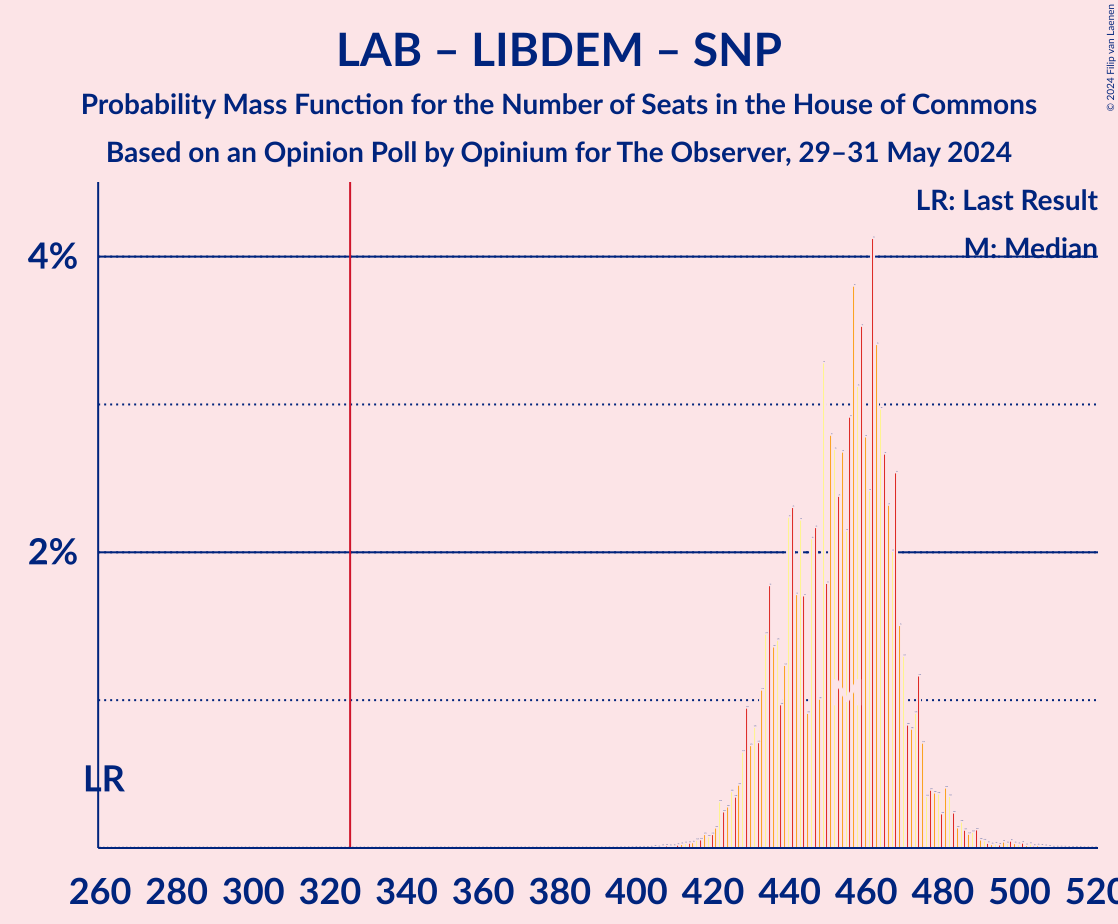 LAB – LIBDEM – SNP
Probability Mass Function for the Number of Seats in the House of Commons
Based on an Opinion Poll by Opinium for The Observer, 29–31 May 2024
© 2024 Filip van Laenen
LR: Last Result
M: Median
4%
2%
LR
260 280 300 320 340 360 380 400 420 440 460 480 500 520